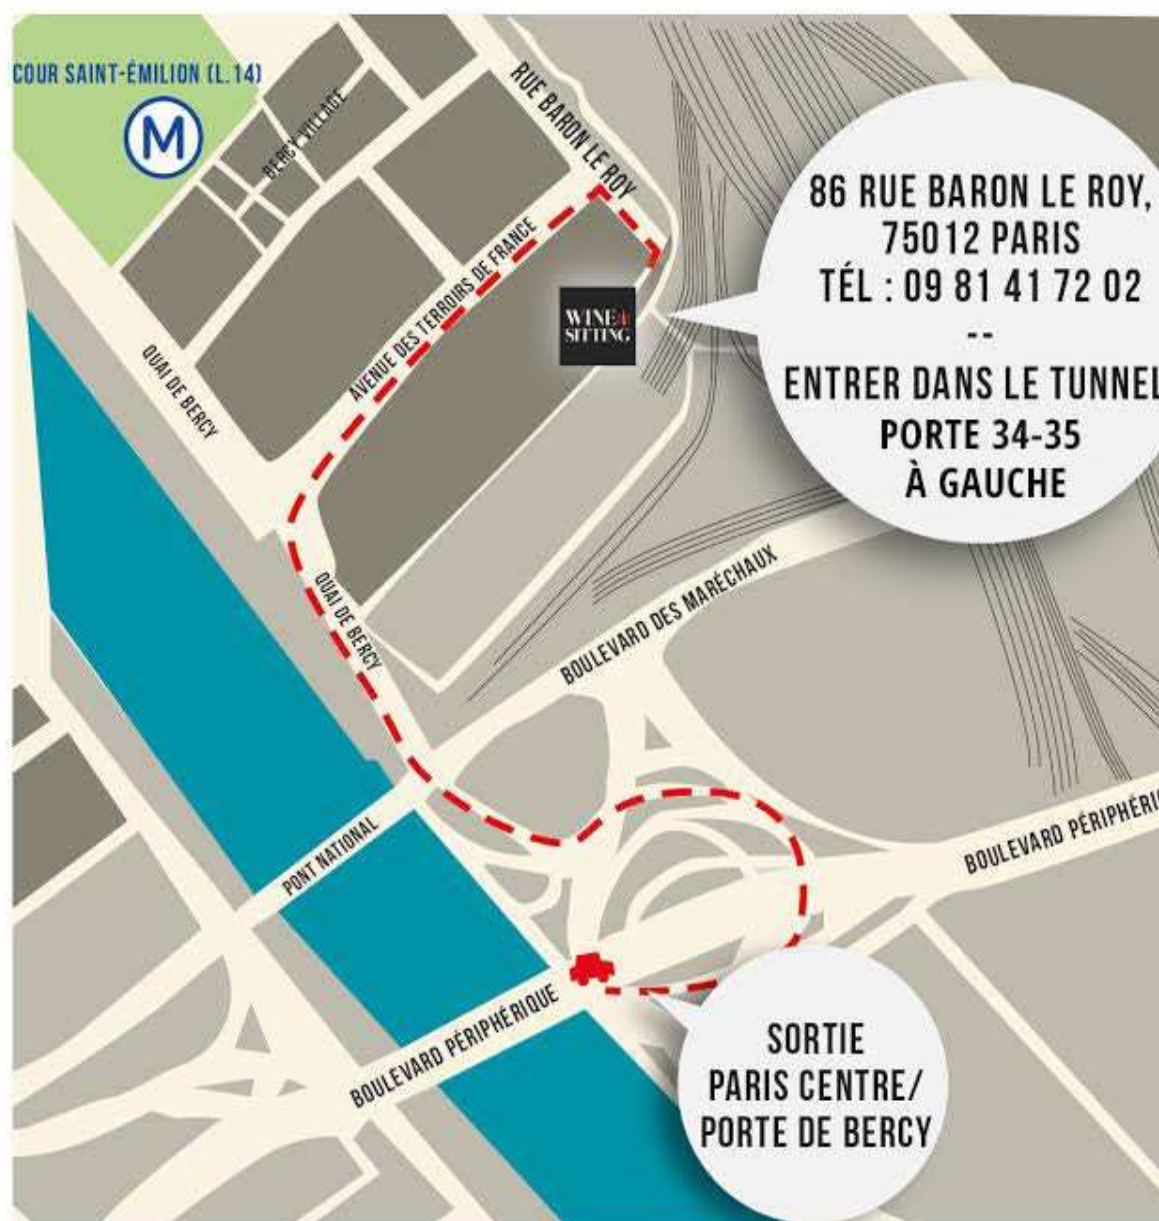 COUR SAINT-ÉMILION (L.14)
M
BERCY VILLAGE
RUE BARON LE ROY
86 RUE BARON LE ROY,
75012 PARIS
TÉL : 09 81 41 72 02
--
ENTRER DANS LE TUNNEL
PORTE 34-35
À GAUCHE
AVENUE DES TERROIRS DE FRANCE
WINE
SITTING
QUAI DE BERCY
QUAI DE BERCY
BOULEVARD DES MARÉCHAUX
PONT NATIONAL
BOULEVARD PÉRIPHÉRI
BOULEVARD PÉRIPHÉRIQUE
SORTIE
PARIS CENTRE/
PORTE DE BERCY